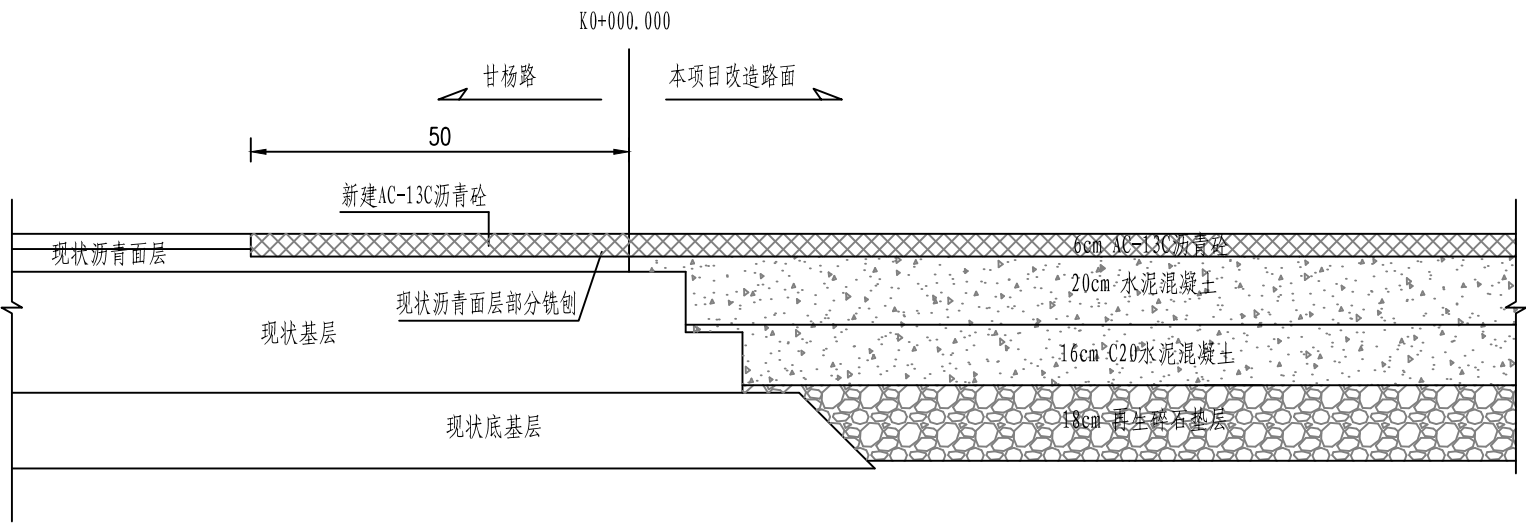 K0+000.000
甘杨路
本项目改造路面
50
新建AC-13C沥青砼
现状沥青面层
6cm AC-13C沥青砼
20cm 水泥混凝土
现状沥青面层部分铣刨
现状基层
16cm C20水泥混凝土
18cm 再生碎石垫层
现状底基层